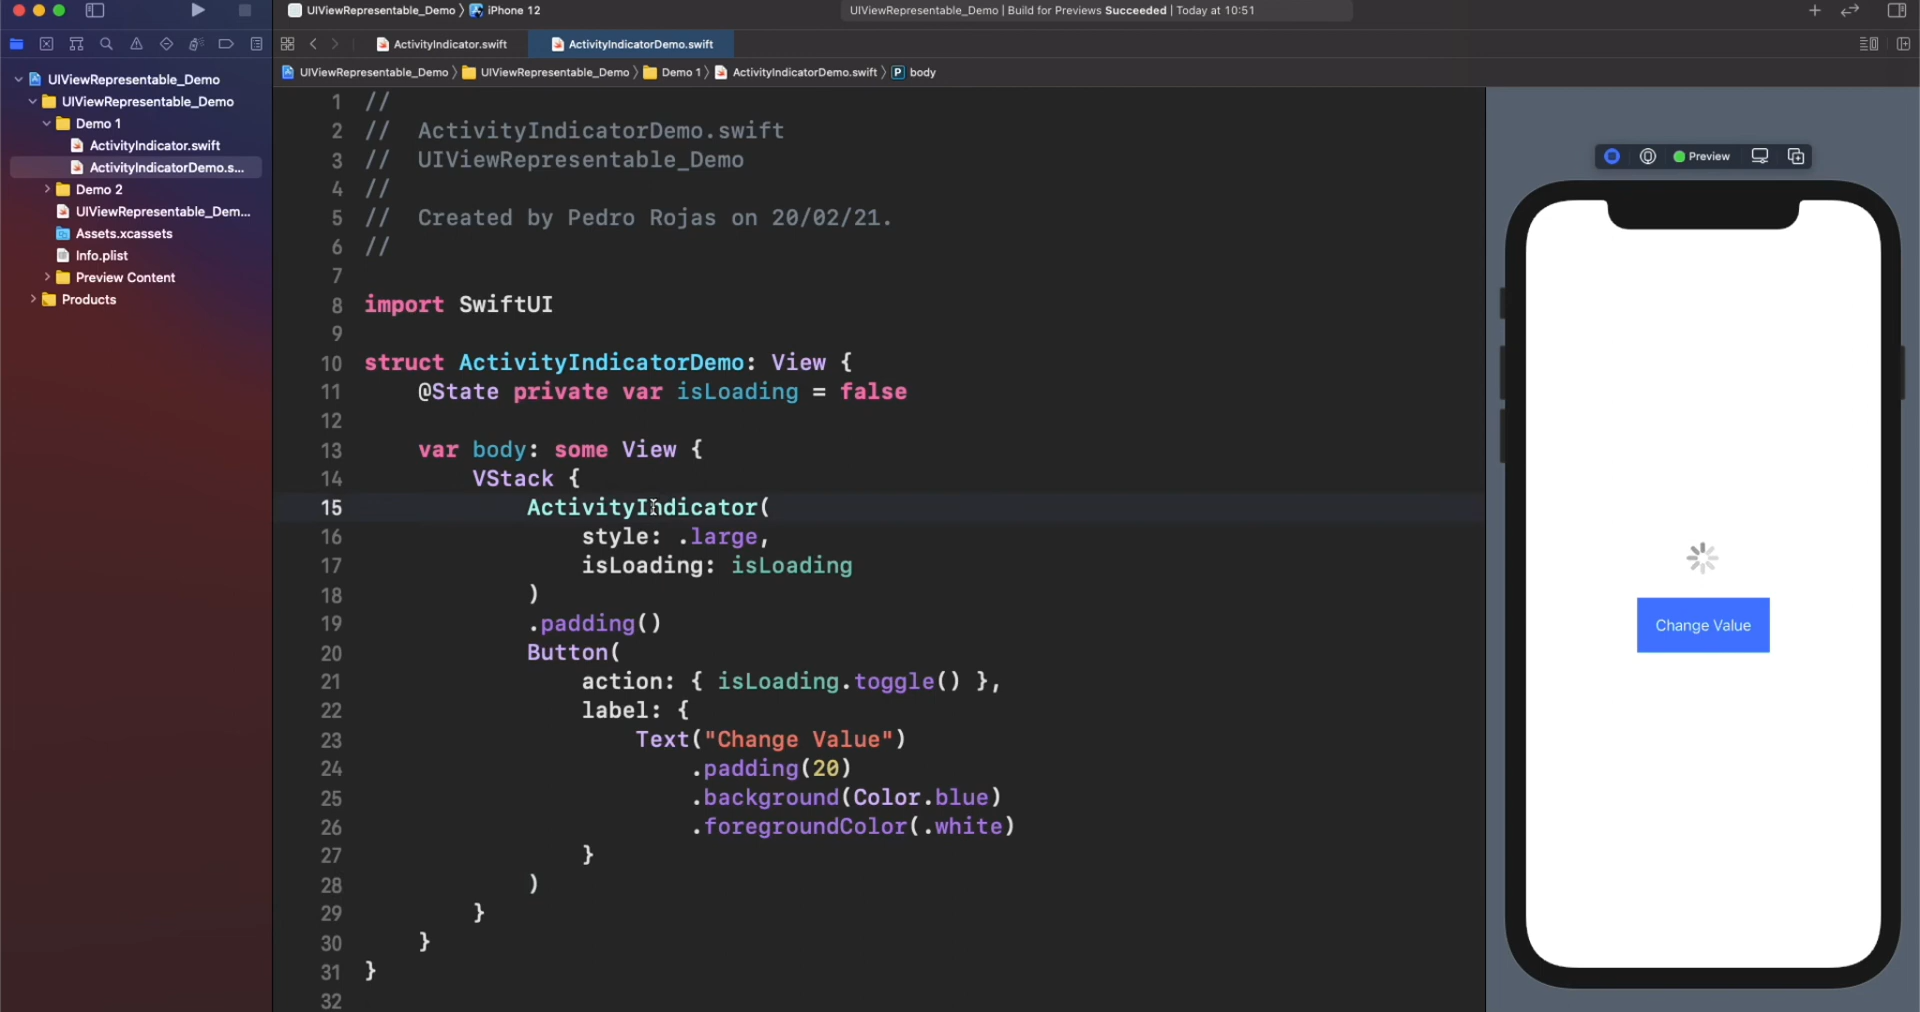 UIViewRepresentable_Demo 〉 iPhone 12
UIViewRepresentable_Demo | Build for Previews Succeeded | Today at 10:51
ActivityIndicator.swift
ActivityIndicatorDemo.swift
UIViewRepresentable_Demo 〉 UIViewRepresentable_Demo 〉 Demo 1 〉 ActivityIndicatorDemo.swift 〉 P body
UIViewRepresentable_Demo
UIViewRepresentable_Demo
Demo 1
ActivityIndicator.swift
ActivityIndicatorDemo.s...
Demo 2
UIViewRepresentable_Dem...
Assets.xcassets
Info.plist
Preview Content
Products
1 //
2 //  ActivityIndicatorDemo.swift
3 //  UIViewRepresentable_Demo
4 //
5 //  Created by Pedro Rojas on 20/02/21.
6 //
7
8 import SwiftUI
9
10 struct ActivityIndicatorDemo: View {
11     @State private var isLoading = false
12
13     var body: some View {
14         VStack {
15             ActivityIndicator(
16                 style: .large,
17                 isLoading: isLoading
18             )
19             .padding()
20             Button(
21                 action: { isLoading.toggle() },
22                 label: {
23                     Text("Change Value")
24                         .padding(20)
25                         .background(Color.blue)
26                         .foregroundColor(.white)
27                 }
28             )
29         }
30     }
31 }
32
Preview
Change Value